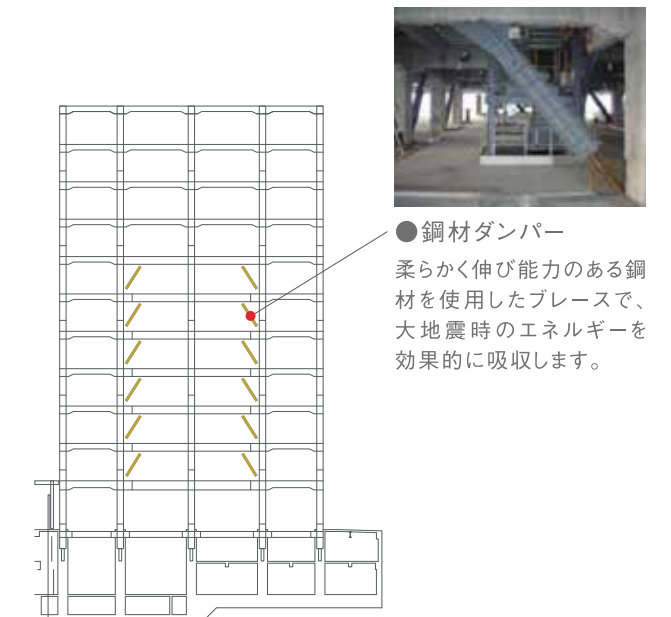 ●鋼材ダンパー
柔らかく伸び能力のある鋼
材を使用したブレースで、
大地震時のエネルギーを
効果的に吸収します。